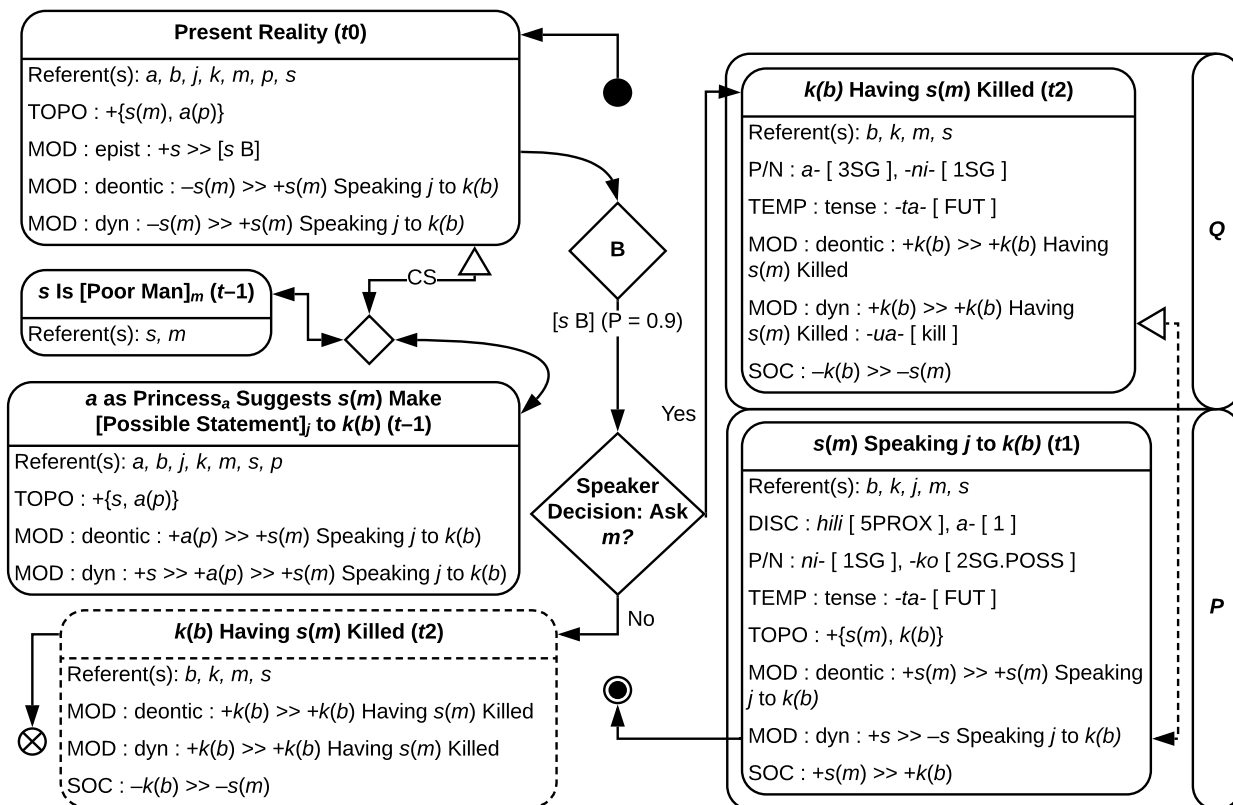 Present Reality (t0)
Referent(s): a, b, j, k, m, p, s
TOPO : +{s(m), a(p)}
MOD : epist : +s >> [s B]
MOD : deontic : –s(m) >> +s(m) Speaking j to k(b)
MOD : dyn : –s(m) >> +s(m) Speaking j to k(b)
CS
s Is [Poor Man]m (t–1)
Referent(s): s, m
a as Princessa Suggests s(m) Make
[Possible Statement]j to k(b) (t–1)
Referent(s): a, b, j, k, m, s, p
TOPO : +{s, a(p)}
MOD : deontic : +a(p) >> +s(m) Speaking j to k(b)
MOD : dyn : +s >> +a(p) >> +s(m) Speaking j to k(b)
B
[s B] (P = 0.9)
Speaker
Decision: Ask
m?
Yes
No
k(b) Having s(m) Killed (t2)
Referent(s): b, k, m, s
MOD : deontic : +k(b) >> +k(b) Having s(m) Killed
MOD : dyn : +k(b) >> +k(b) Having s(m) Killed
SOC : –k(b) >> –s(m)
k(b) Having s(m) Killed (t2)
Referent(s): b, k, m, s
P/N : a- [ 3SG ], -ni- [ 1SG ]
TEMP : tense : -ta- [ FUT ]
MOD : deontic : +k(b) >> +k(b) Having
s(m) Killed
MOD : dyn : +k(b) >> +k(b) Having
s(m) Killed : -ua- [ kill ]
SOC : –k(b) >> –s(m)
Q
s(m) Speaking j to k(b) (t1)
Referent(s): b, k, j, m, s
DISC : hili [ 5PROX ], a- [ 1 ]
P/N : ni- [ 1SG ], -ko [ 2SG.POSS ]
TEMP : tense : -ta- [ FUT ]
TOPO : +{s(m), k(b)}
MOD : deontic : +s(m) >> +s(m) Speaking
j to k(b)
MOD : dyn : +s >> –s Speaking j to k(b)
SOC : +s(m) >> +k(b)
P